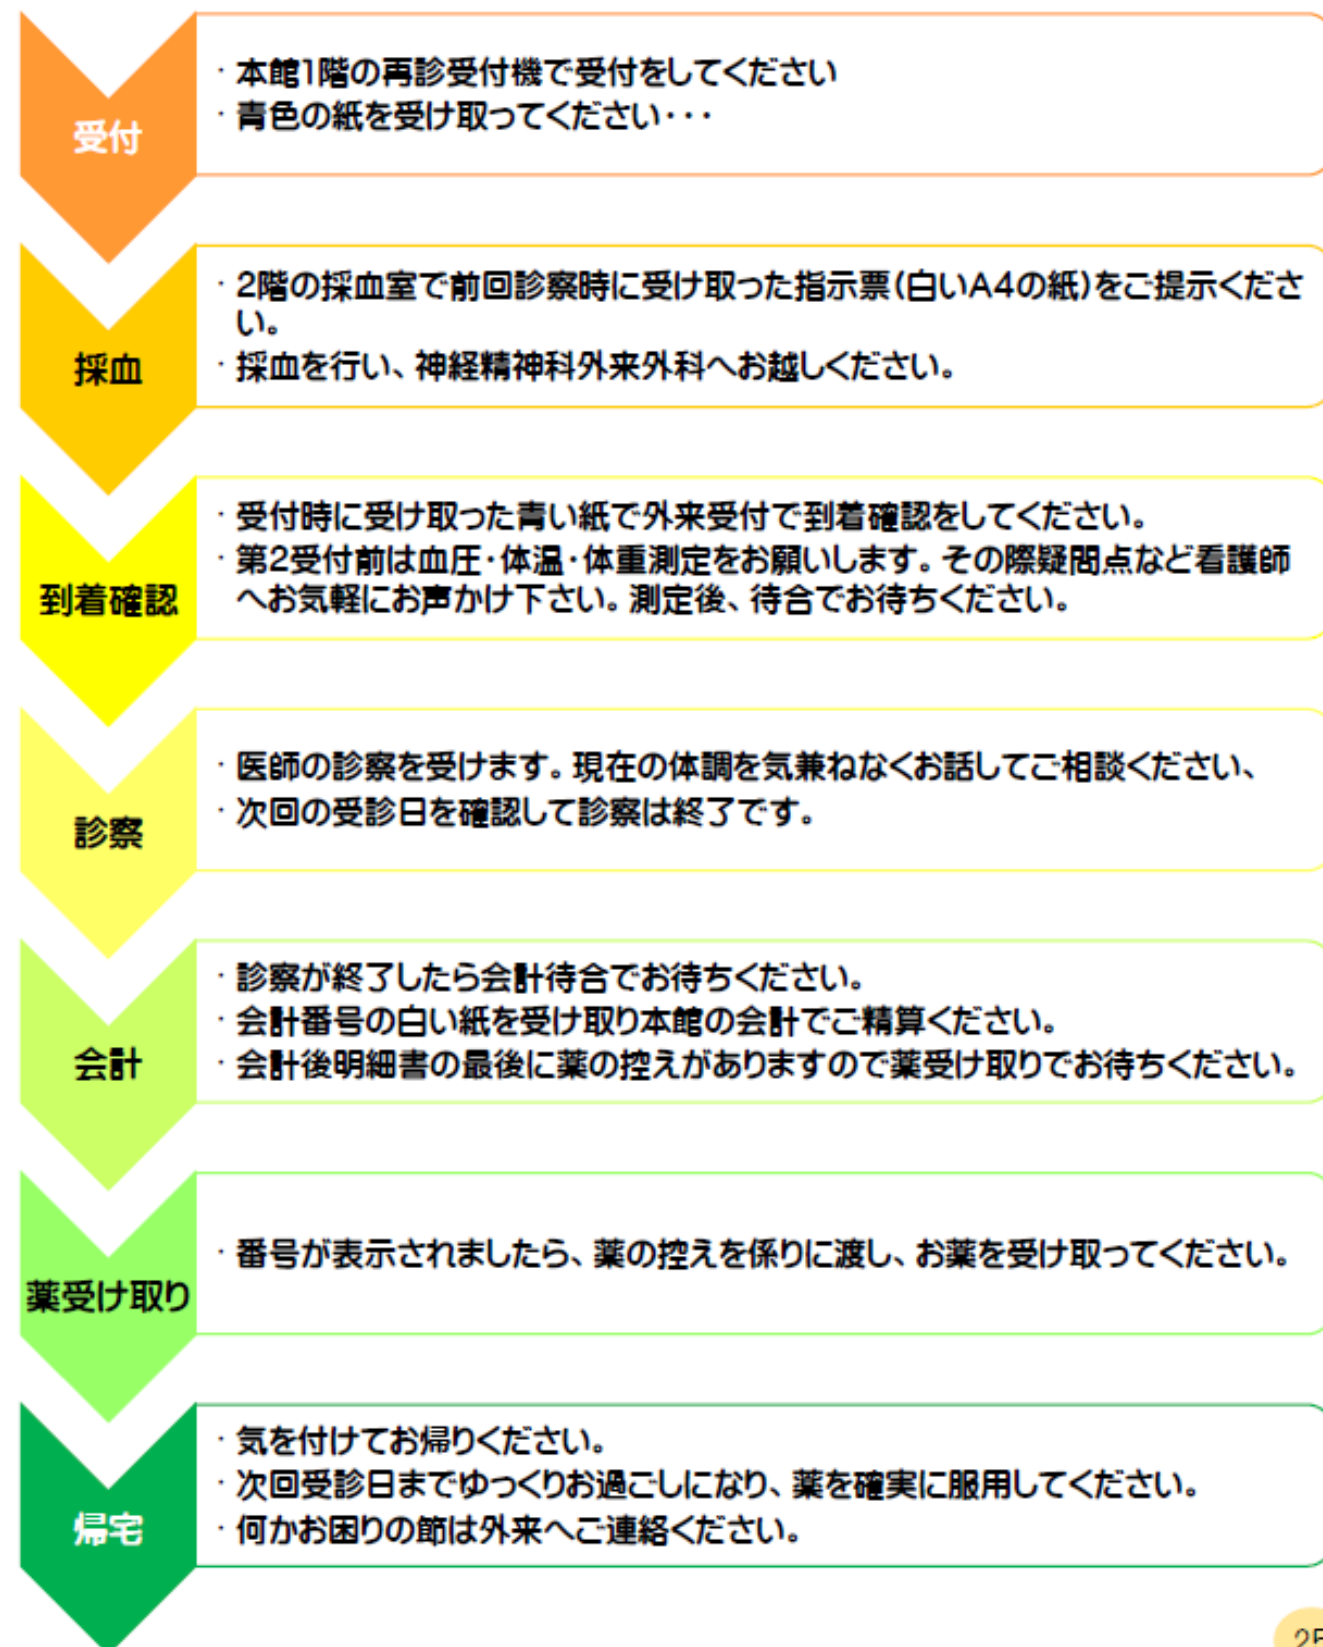 受付
・本館1階の再診受付機で受付をしてください
・青色の紙を受け取ってください・・・
採血
・2階の採血室で前回診察時に受け取った指示票(白いA4の紙)をご提示くださ
い。
・採血を行い、神経精神科外来外科へお越しください。
到着確認
・受付時に受け取った青い紙で外来受付で到着確認をしてください。
・第2受付前は血圧・体温・体重測定をお願いします。その際疑問点など看護師
へお気軽にお声かけ下さい。測定後、待合でお待ちください。
診察
・医師の診察を受けます。現在の体調を気兼ねなくお話してご相談ください、
・次回の受診日を確認して診察は終了です。
会計
・診察が終了したら会計待合でお待ちください。
・会計番号の白い紙を受け取り本館の会計でご精算ください。
・会計後明細書の最後に薬の控えがありますので薬受け取りでお待ちください。
薬受け取り
・番号が表示されましたら、薬の控えを係りに渡し、お薬を受け取ってください。
帰宅
・気を付けてお帰りください。
・次回受診日までゆっくりお過ごしになり、薬を確実に服用してください。
・何かお困りの節は外来へご連絡ください。